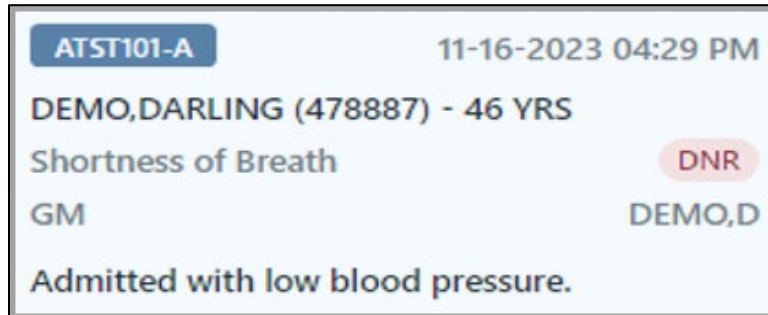 ATST101-A 11-16-2023 04:29 PM
DEMO,DARLING (478887) - 46 YRS
Shortness of Breath DNR
GM DEMO,D
Admitted with low blood pressure.